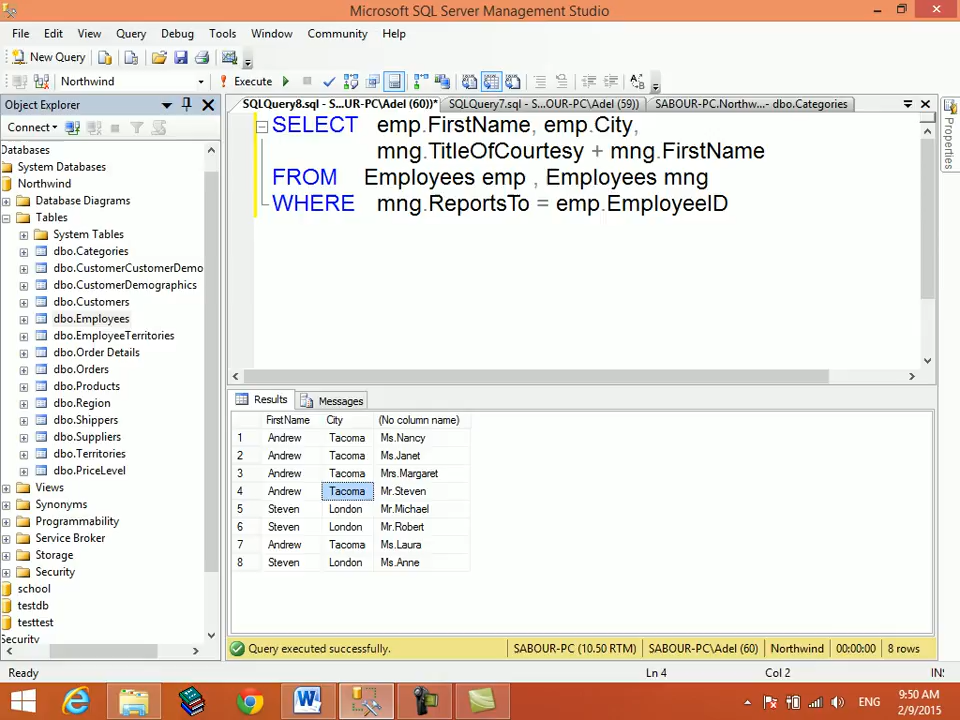 Microsoft SQL Server Management Studio
File Edit View Query Debug Tools Window Community Help
New Query
Northwind Execute
Object Explorer
SQLQuery8.sql - S...UR-PC\Adel (60))* SQLQuery7.sql - S...OUR-PC\Adel (59)) SABOUR-PC.Northw...- dbo.Categories
Connect
Properties
Databases
System Databases
Northwind
Database Diagrams
Tables
System Tables
dbo.Categories
dbo.CustomerCustomerDemo
dbo.CustomerDemographics
dbo.Customers
dbo.Employees
dbo.EmployeeTerritories
dbo.Order Details
dbo.Orders
dbo.Products
dbo.Region
dbo.Shippers
dbo.Suppliers
dbo.Territories
dbo.PriceLevel
Views
Synonyms
Programmability
Service Broker
Storage
Security
school
testdb
testtest
Security
SELECT emp.FirstName, emp.City,
mng.TitleOfCourtesy + mng.FirstName
FROM Employees emp , Employees mng
WHERE mng.ReportsTo = emp.EmployeeID
Results Messages
FirstName City (No column name)
1 Andrew Tacoma Ms.Nancy
2 Andrew Tacoma Ms.Janet
3 Andrew Tacoma Mrs.Margaret
4 Andrew Tacoma Mr.Steven
5 Steven London Mr.Michael
6 Steven London Mr.Robert
7 Andrew Tacoma Ms.Laura
8 Steven London Ms.Anne
Query executed successfully. SABOUR-PC (10.50 RTM) SABOUR-PC\Adel (60) Northwind 00:00:00 8 rows
Ready Ln 4 Col 2 INS
ENG
9:50 AM
2/9/2015